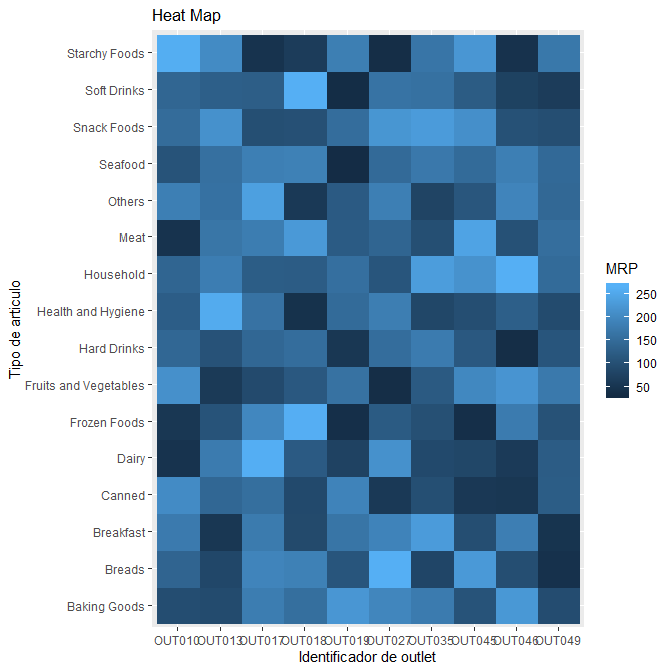 Heat Map
Starchy Foods
Soft Drinks
Snack Foods
Seafood
Others
Meat
Household
Health and Hygiene
Hard Drinks
Fruits and Vegetables
Frozen Foods
Dairy
Canned
Breakfast
Breads
Baking Goods
Tipo de articulo
OUT010 OUT013 OUT017 OUT018 OUT019 OUT027 OUT035 OUT045 OUT046 OUT049
Identificador de outlet
MRP
250
200
150
100
50